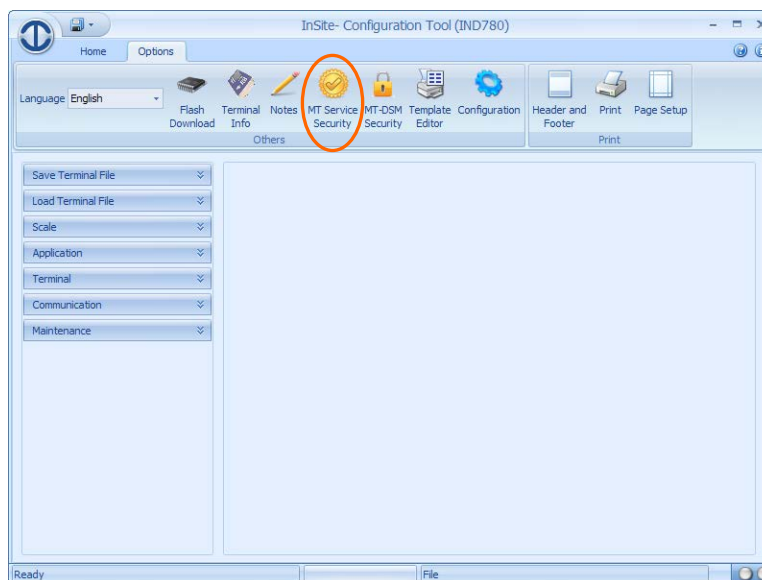 InSite- Configuration Tool (IND780)
Home Options
Language English
Flash Download
Terminal Info
Notes
MT Service Security
MT-DSM Security
Template Editor
Configuration
Others
Header and Footer
Print
Page Setup
Print
Save Terminal File
Load Terminal File
Scale
Application
Terminal
Communication
Maintenance
Ready File